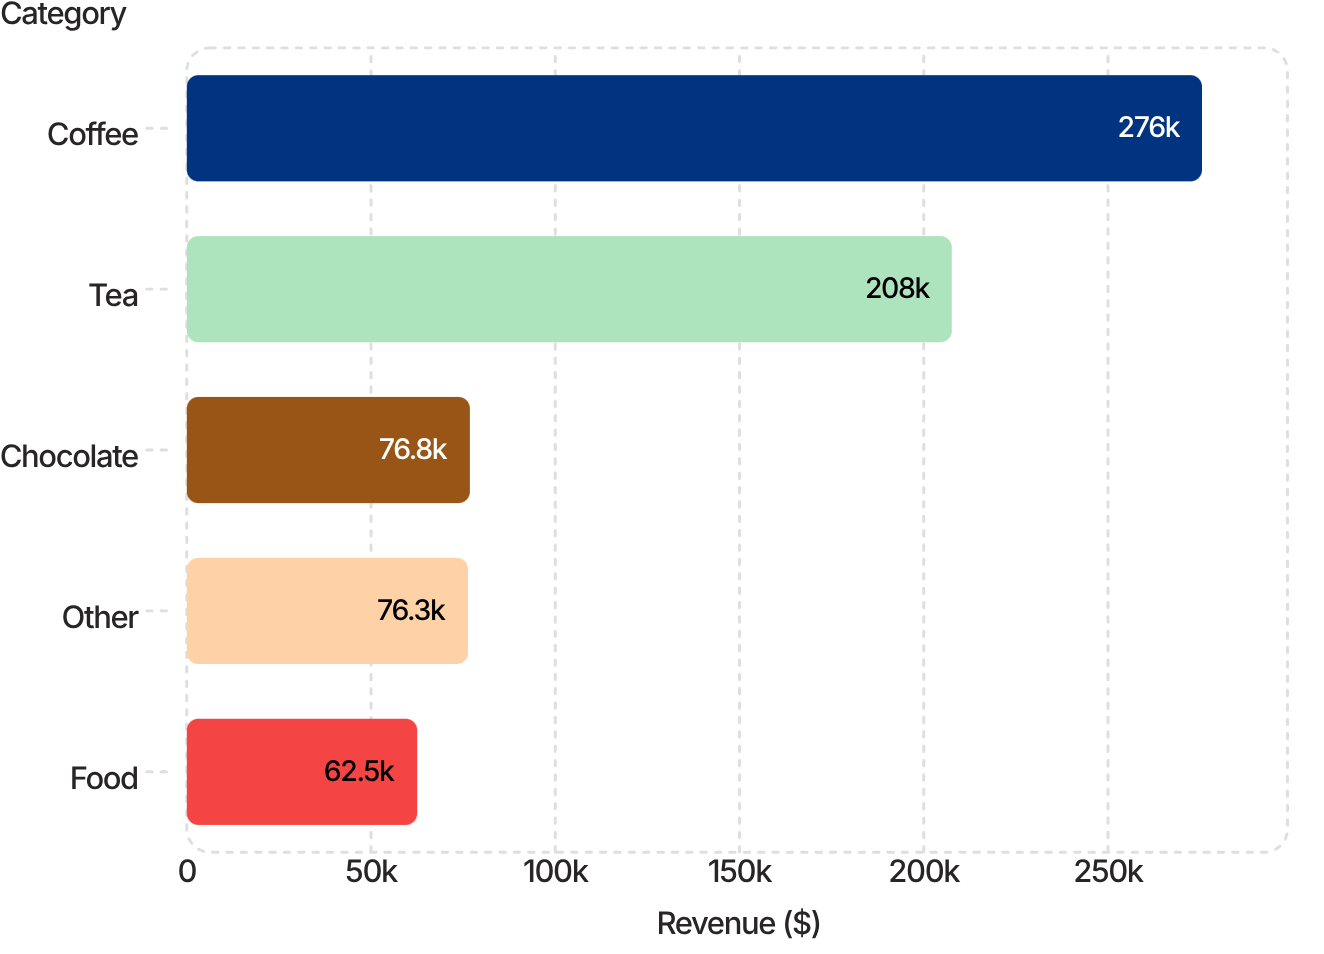 Category
Coffee
276k
Tea
208k
Chocolate
76.8k
Other
76.3k
Food
62.5k
0 50k 100k 150k 200k 250k
Revenue ($)